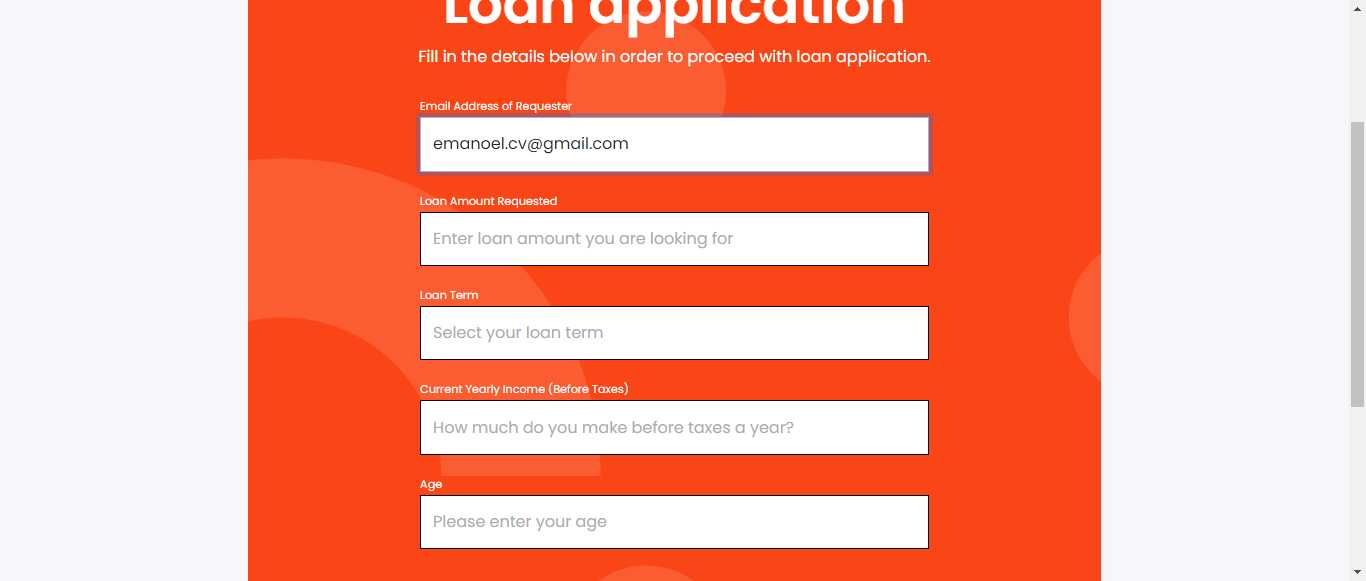 Loan application
Fill in the details below in order to proceed with loan application.
Email Address of Requester
emanoel.cv@gmail.com
Loan Amount Requested
Enter loan amount you are looking for
Loan Term
Select your loan term
Current Yearly Income (Before Taxes)
How much do you make before taxes a year?
Age
Please enter your age